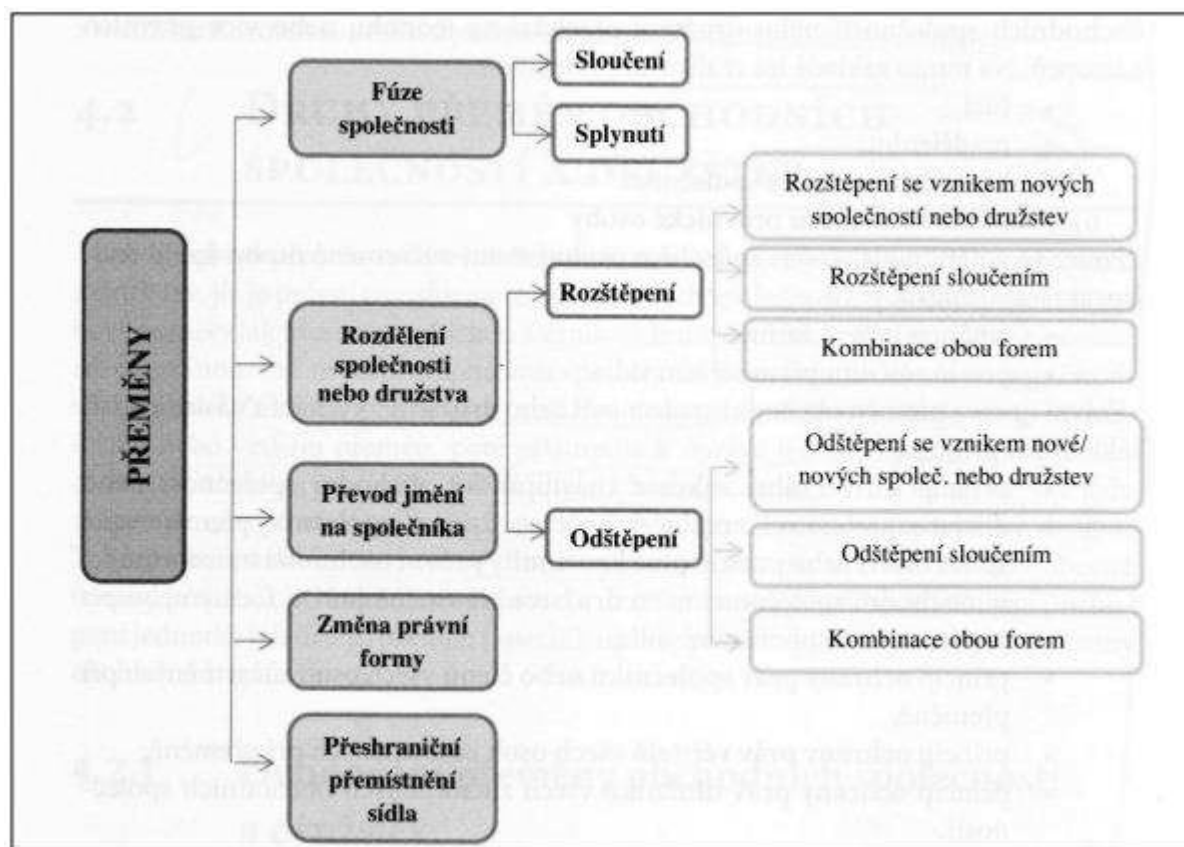 PŘEMĚNY
Fúze
společnosti
Sloučení
Splynutí
Rozdělení
společnosti
nebo družstva
Rozštěpení
Rozštěpení se vznikem nových
společností nebo družstev
Rozštěpení sloučením
Kombinace obou forem
Převod jmění
na společníka
Odštěpení
Odštěpení se vznikem nové/
nových společ. nebo družstev
Odštěpení sloučením
Kombinace obou forem
Změna právní
formy
Přeshraniční
přemístnění
sídla